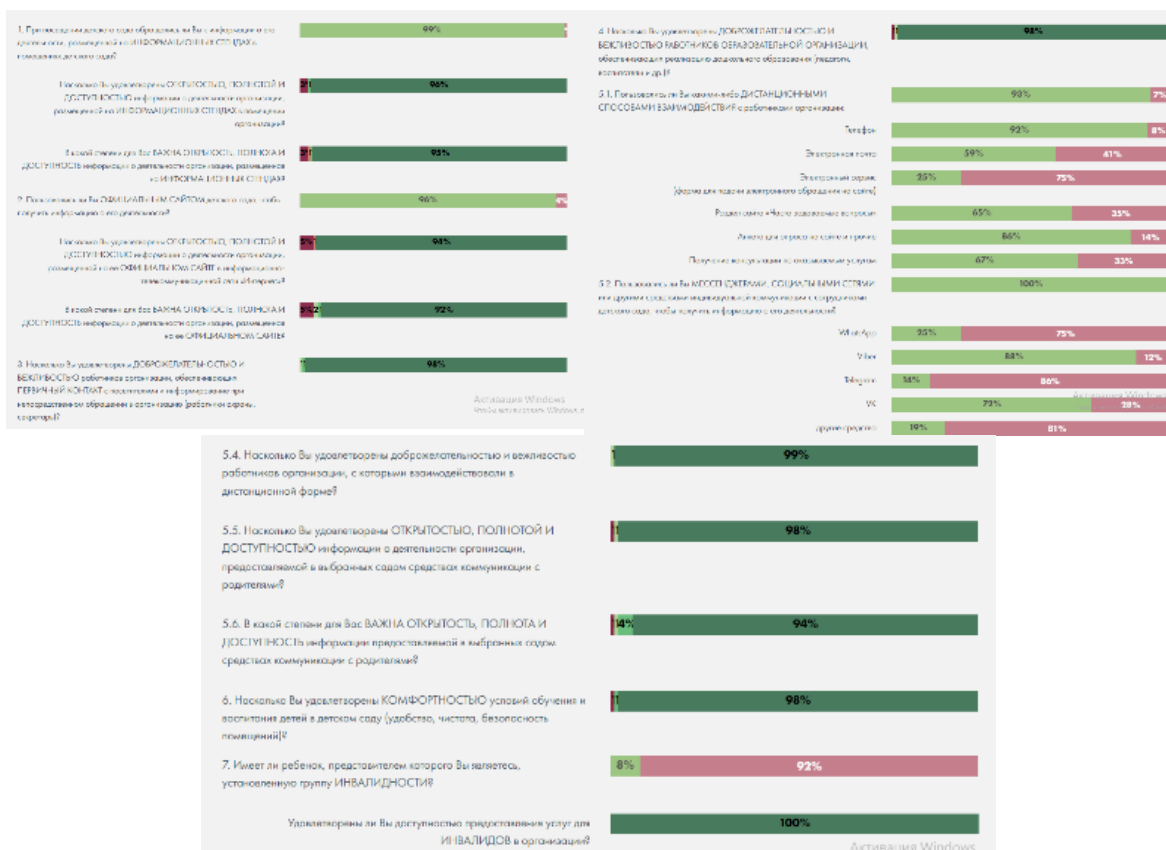 1. При посещении детского сада обращались ли Вы к информации о его
деятельности, размещенной на ИНФОРМАЦИОННЫХ СТЕНДАХ в
помещениях детского сада?
99%
Насколько Вы удовлетворены ОТКРЫТОСТЬЮ, ПОЛНОТОЙ И
ДОСТУПНОСТЬЮ информации о деятельности организации,
размещенной на ИНФОРМАЦИОННЫХ СТЕНДАХ в помещении
организации?
96%
В какой степени для Вас ВАЖНА ОТКРЫТОСТЬ, ПОЛНОТА И
ДОСТУПНОСТЬ информации о деятельности организации, размещенная
на ИНФОРМАЦИОННЫХ СТЕНДАХ?
95%
2. Пользовались ли Вы ОФИЦИАЛЬНЫМ САЙТОМ детского сада, чтобы
получить информацию о его деятельности?
96% 4%
Насколько Вы удовлетворены ОТКРЫТОСТЬЮ, ПОЛНОТОЙ И
ДОСТУПНОСТЬЮ информации о деятельности организации,
размещенной на ее ОФИЦИАЛЬНОМ САЙТЕ в информационно-
телекоммуникационной сети «Интернет»?
5% 94%
В какой степени для Вас ВАЖНА ОТКРЫТОСТЬ, ПОЛНОТА И
ДОСТУПНОСТЬ информации о деятельности организации, размещенная
на ее ОФИЦИАЛЬНОМ САЙТЕ?
5% 2 92%
3. Насколько Вы удовлетворены ДОБРОЖЕЛАТЕЛЬНОСТЬЮ И
ВЕЖЛИВОСТЬЮ работников организации, обеспечивающих
ПЕРВИЧНЫЙ КОНТАКТ с посетителями и информирование при
непосредственном обращении в организацию (работники охраны,
секретарь)?
98%
Активация Windows
4. Насколько Вы удовлетворены ДОБРОЖЕЛАТЕЛЬНОСТЬЮ И
ВЕЖЛИВОСТЬЮ РАБОТНИКОВ ОБРАЗОВАТЕЛЬНОЙ ОРГАНИЗАЦИИ,
обеспечивающих реализацию дошкольного образования (педагоги,
воспитатели и др.)?
98%
5.1. Пользовались ли Вы какими-либо ДИСТАНЦИОННЫМИ
СПОСОБАМИ ВЗАИМОДЕЙСТВИЯ с работниками организации:
93% 7%
Телефон 92% 8%
Электронная почта 59% 41%
Электронный сервис 25% 75%
(форма для подачи электронного обращения на сайте)
Раздел сайта «Часто задаваемые вопросы» 65% 35%
Анкета для опроса на сайте и прочие 86% 14%
Получение консультации по оказываемым услугам 67% 33%
5.2. Пользовались ли Вы МЕССЕНДЖЕРАМИ, СОЦИАЛЬНЫМИ СЕТЯМИ 100%
или другими средствами индивидуальной коммуникации с сотрудниками
детского сада, чтобы получить информацию о его деятельности?
WhatsApp 25% 75%
Viber 88% 12%
Telegram 14% 86%
VK 72% 28%
другие средства 19% 81%
5.4. Насколько Вы удовлетворены доброжелательностью и вежливостью
работников организации, с которыми взаимодействовали в
дистанционной форме?
1 99%
5.5. Насколько Вы удовлетворены ОТКРЫТОСТЬЮ, ПОЛНОТОЙ И
ДОСТУПНОСТЬЮ информации о деятельности организации,
предоставляемой в выбранных садом средствах коммуникации с
родителями?
1 98%
5.6. В какой степени для Вас ВАЖНА ОТКРЫТОСТЬ, ПОЛНОТА И
ДОСТУПНОСТЬ информации предоставляемой в выбранных садом
средствах коммуникации с родителями?
1 4% 94%
6. Насколько Вы удовлетворены КОМФОРТНОСТЬЮ условий обучения и
воспитания детей в детском саду (удобство, чистота, безопасность
помещений)?
1 98%
7. Имеет ли ребенок, представителем которого Вы являетесь,
установленную группу ИНВАЛИДНОСТИ?
8% 92%
Удовлетворены ли Вы доступностью предоставления услуг для
ИНВАЛИДОВ в организации?
100%
Активация Windows